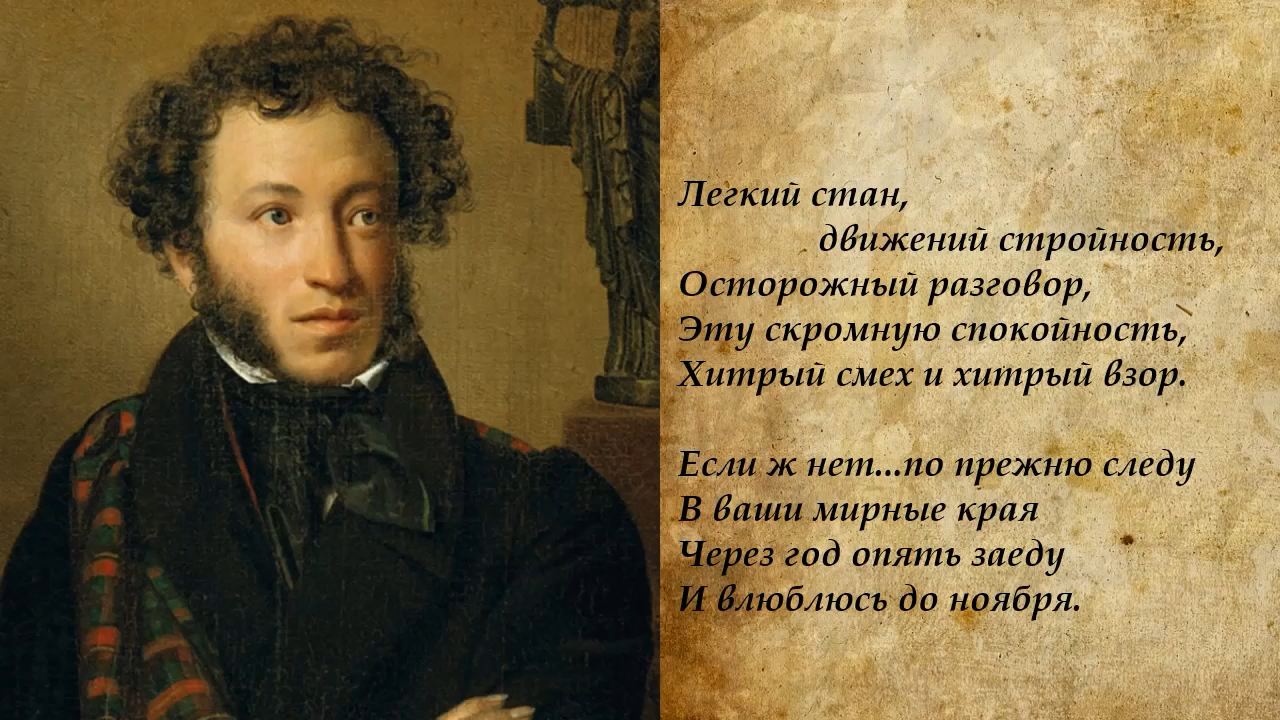 Легкий стан,
движений стройность,
Осторожный разговор,
Эту скромную спокойность,
Хитрый смех и хитрый взор.
Если ж нет...по прежню следу
В ваши мирные края
Через год опять заеду
И влюблюсь до ноября.